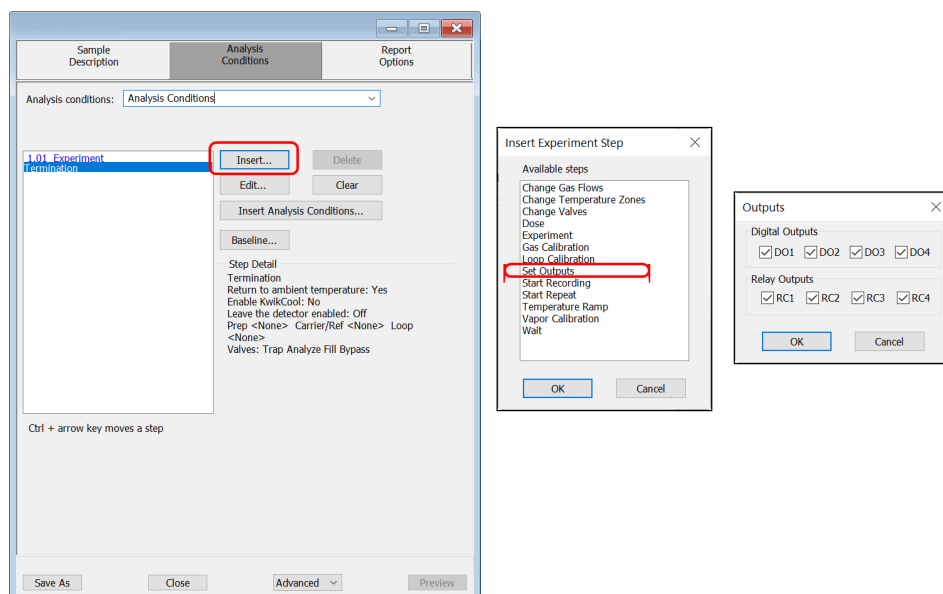 Sample
Description
Analysis
Conditions
Report
Options
Analysis conditions: Analysis Conditions
1.01 Experiment
Termination
Insert... Delete
Edit... Clear
Insert Analysis Conditions...
Baseline...
Step Detail
Termination
Return to ambient temperature: Yes
Enable KwikCool: No
Leave the detector enabled: Off
Prep <None> Carrier/Ref <None> Loop
<None>
Valves: Trap Analyze Fill Bypass
Ctrl + arrow key moves a step
Save As Close Advanced Preview
Insert Experiment Step
Available steps
Change Gas Flows
Change Temperature Zones
Change Valves
Dose
Experiment
Gas Calibration
Loop Calibration
Set Outputs
Start Recording
Start Repeat
Temperature Ramp
Vapor Calibration
Wait
OK Cancel
Outputs
Digital Outputs
DO1 DO2 DO3 DO4
Relay Outputs
RC1 RC2 RC3 RC4
OK Cancel